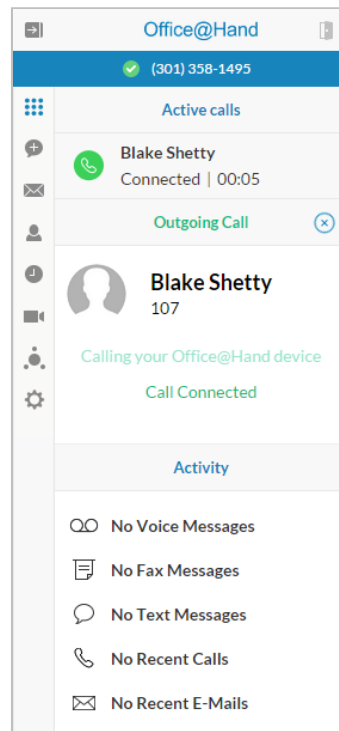 Office@Hand
(301) 358-1495
Active calls
Blake Shetty
Connected | 00:05
Outgoing Call
Blake Shetty
107
Calling your Office@Hand device
Call Connected
Activity
No Voice Messages
No Fax Messages
No Text Messages
No Recent Calls
No Recent E-Mails